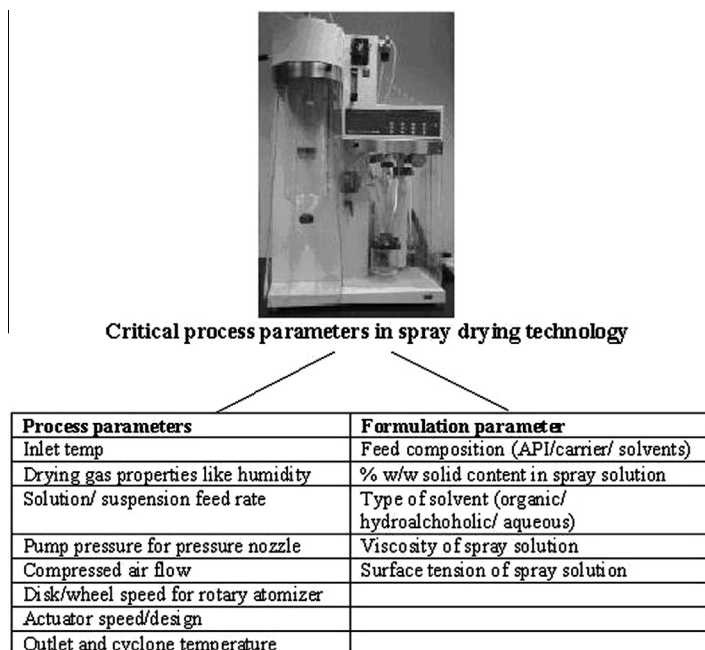 Critical process parameters in spray drying technology
Process parameters
Formulation parameter
Inlet temp
Feed composition (API/carrier/ solvents)
Drying gas properties like humidity
% w/w solid content in spray solution
Solution/ suspension feed rate
Type of solvent (organic/
hydroalchoholic/ aqueous)
Pump pressure for pressure nozzle
Viscosity of spray solution
Compressed air flow
Surface tension of spray solution
Disk/wheel speed for rotary atomizer
Actuator speed/design
Outlet and cyclone temperature